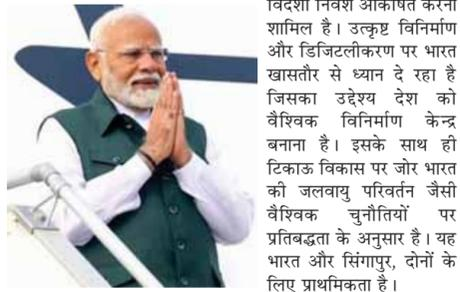 विदेशी निवेश आकर्षित करना
शामिल है। उत्कृष्ट विनिर्माण
और डिजिटलीकरण पर भारत
खासतौर से ध्यान दे रहा है
जिसका उद्देश्य देश को
वैश्विक विनिर्माण केन्द्र
बनाना है। इसके साथ ही
टिकाऊ विकास पर जोर भारत
की जलवायु परिवर्तन जैसी
वैश्विक चुनौतियों पर
प्रतिबद्धता के अनुसार है। यह
भारत और सिंगापुर, दोनों के
लिए प्राथमिकता है।